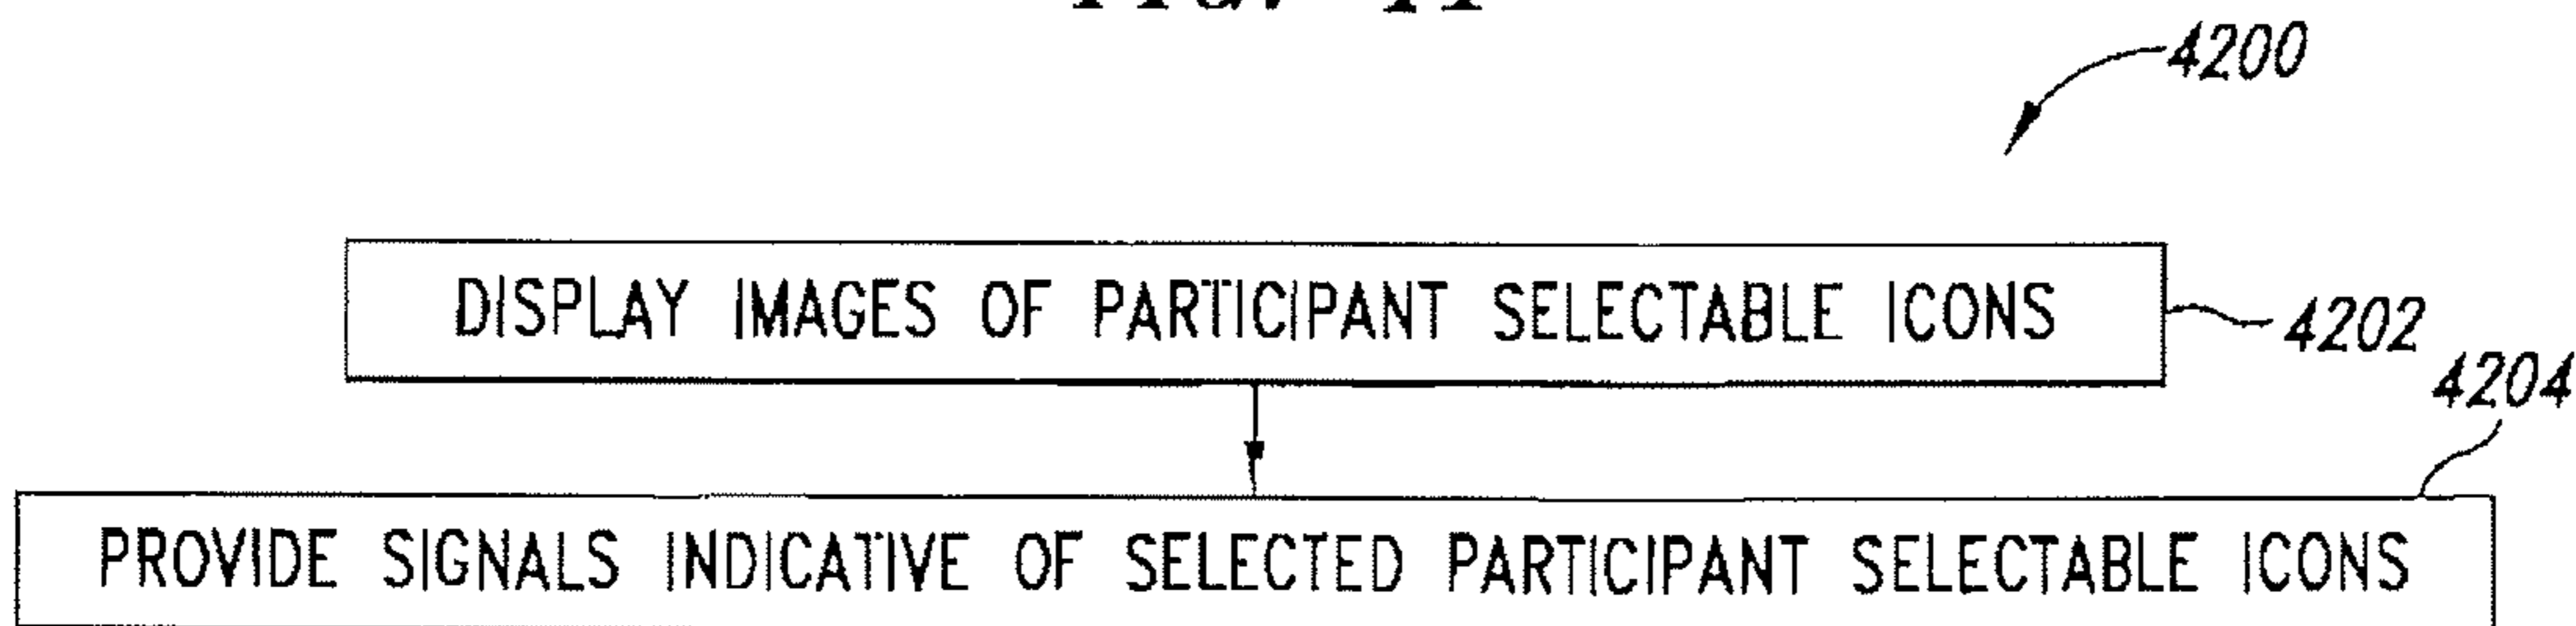 4200
DISPLAY IMAGES OF PARTICIPANT SELECTABLE ICONS
4202
4204
PROVIDE SIGNALS INDICATIVE OF SELECTED PARTICIPANT SELECTABLE ICONS